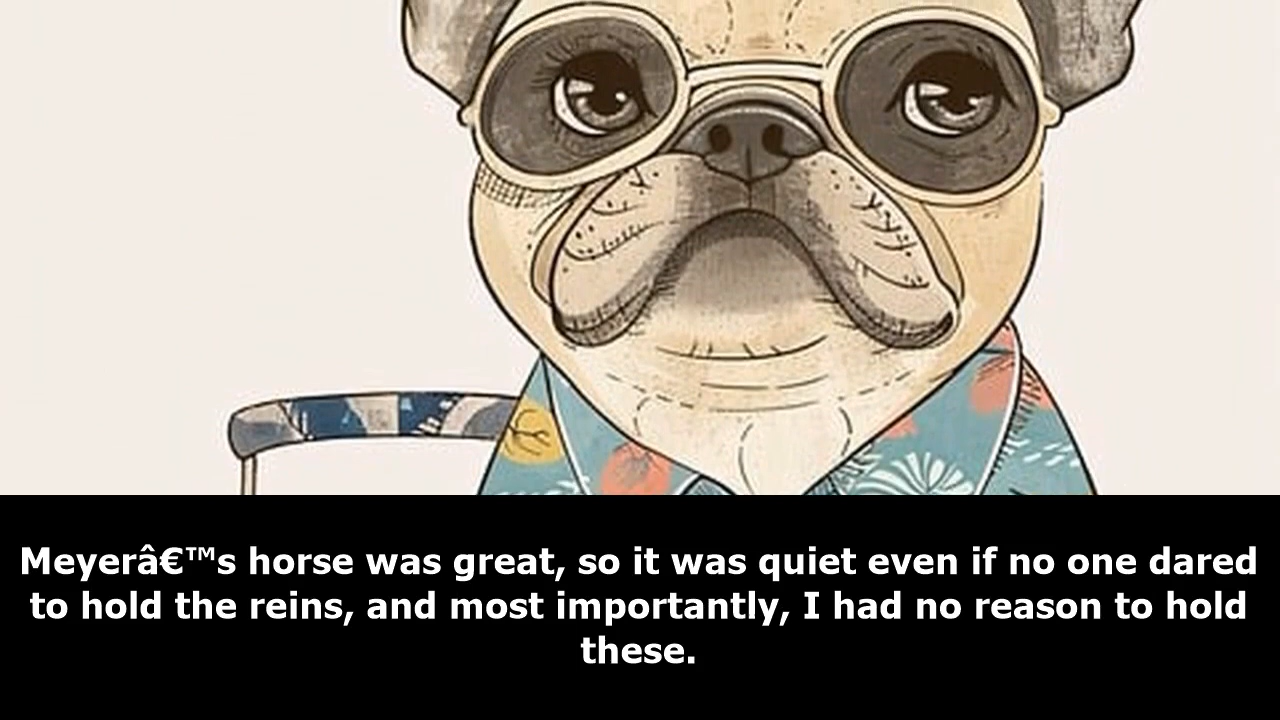 Meyerâ€™s horse was great, so it was quiet even if no one dared
to hold the reins, and most importantly, I had no reason to hold
these.